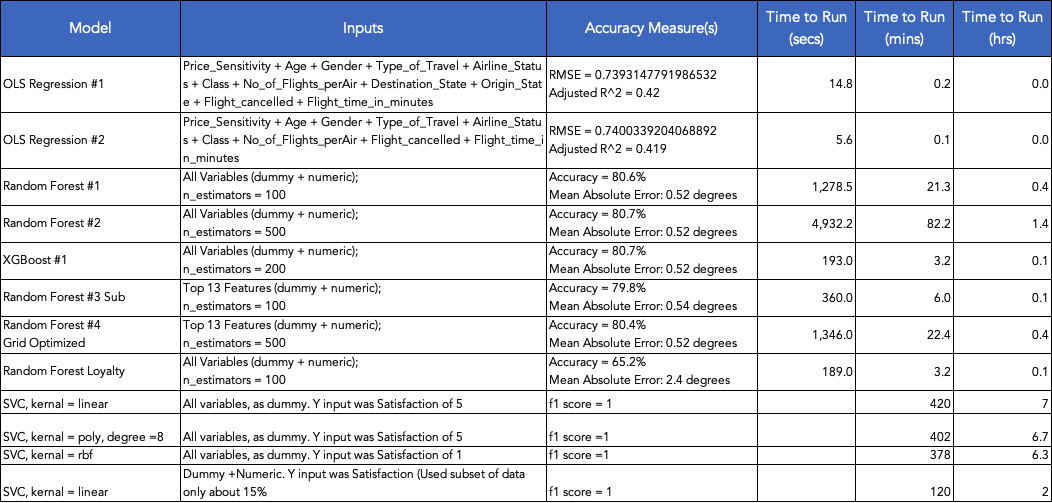 Model Inputs Accuracy Measure(s) Time to Run (secs) Time to Run (mins) Time to Run (hrs)
OLS Regression #1
Price_Sensitivity + Age + Gender + Type_of_Travel + Airline_Statu
s + Class + No_of_Flights_perAir + Destination_State + Origin_Stat
e + Flight_cancelled + Flight_time_in_minutes
RMSE = 0.7393147791986532
Adjusted R^2 = 0.42
14.8 0.2 0.0
OLS Regression #2
Price_Sensitivity + Age + Gender + Type_of_Travel + Airline_Statu
s + Class + No_of_Flights_perAir + Flight_cancelled + Flight_time_i
n_minutes
RMSE = 0.7400339204068892
Adjusted R^2 = 0.419
5.6 0.1 0.0
Random Forest #1
All Variables (dummy + numeric);
n_estimators = 100
Accuracy = 80.6%
Mean Absolute Error: 0.52 degrees
1,278.5 21.3 0.4
Random Forest #2
All Variables (dummy + numeric);
n_estimators = 500
Accuracy = 80.7%
Mean Absolute Error: 0.52 degrees
4,932.2 82.2 1.4
XGBoost #1
All Variables (dummy + numeric);
n_estimators = 200
Accuracy = 80.7%
Mean Absolute Error: 0.52 degrees
193.0 3.2 0.1
Random Forest #3 Sub
Top 13 Features (dummy + numeric);
n_estimators = 100
Accuracy = 79.8%
Mean Absolute Error: 0.54 degrees
360.0 6.0 0.1
Random Forest #4
Grid Optimized
Top 13 Features (dummy + numeric);
n_estimators = 500
Accuracy = 80.4%
Mean Absolute Error: 0.52 degrees
1,346.0 22.4 0.4
Random Forest Loyalty
All Variables (dummy + numeric);
n_estimators = 100
Accuracy = 65.2%
Mean Absolute Error: 2.4 degrees
189.0 3.2 0.1
SVC, kernal = linear All variables, as dummy. Y input was Satisfaction of 5 f1 score = 1 420 7
SVC, kernal = poly, degree =8 All variables, as dummy. Y input was Satisfaction of 5 f1 score =1 402 6.7
SVC, kernal = rbf All variables, as dummy. Y input was Satisfaction of 1 f1 score =1 378 6.3
SVC, kernal = linear
Dummy +Numeric. Y input was Satisfaction (Used subset of data
only about 15%
f1 score = 1 120 2